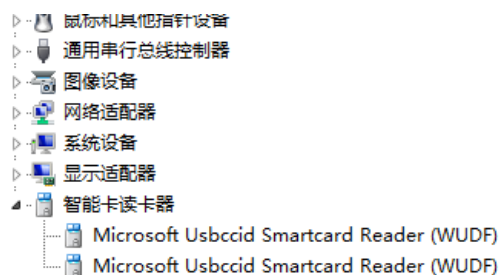 鼠标和其他指针设备
通用串行总线控制器
图像设备
网络适配器
系统设备
显示适配器
智能卡读卡器
Microsoft Usbccid Smartcard Reader (WUDF)
Microsoft Usbccid Smartcard Reader (WUDF)